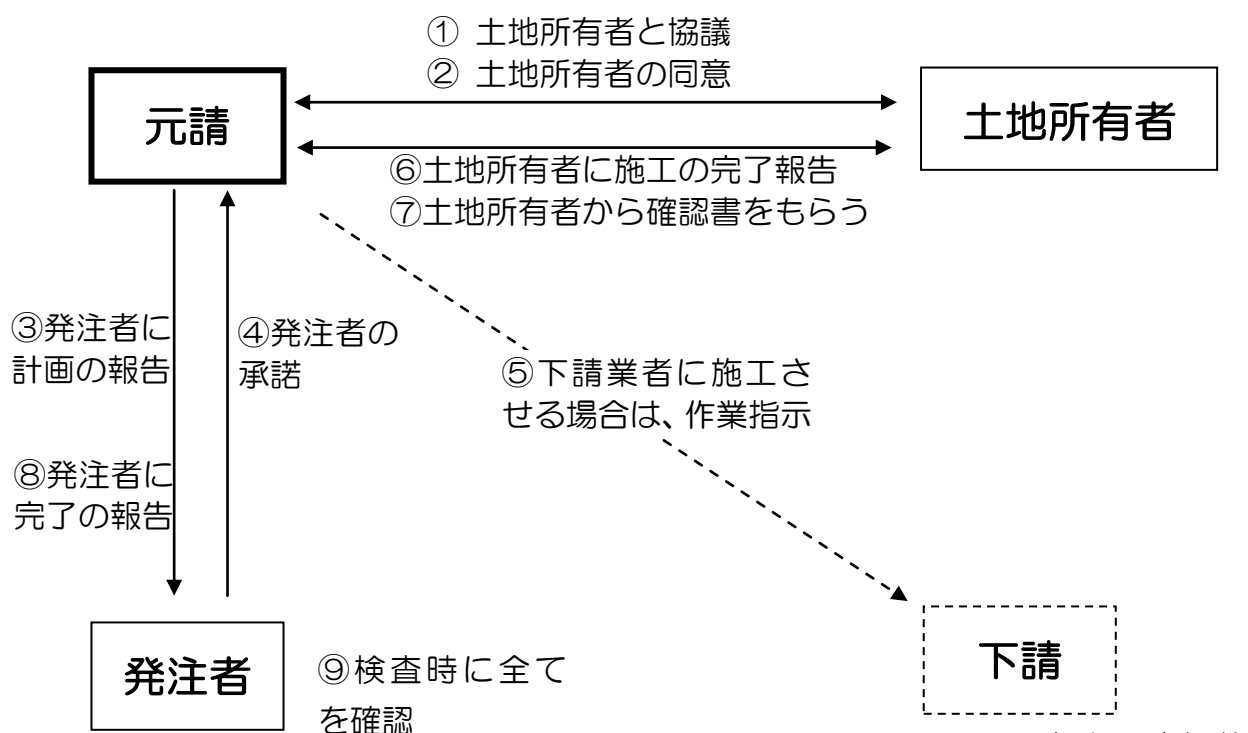 ① 土地所有者と協議
② 土地所有者の同意
元請
土地所有者
⑥土地所有者に施工の完了報告
⑦土地所有者から確認書をもらう
③発注者に
計画の報告
④発注者の
承諾
⑤下請業者に施工さ
せる場合は、作業指示
⑧発注者に
完了の報告
発注者
⑨検査時に全て
を確認
下請